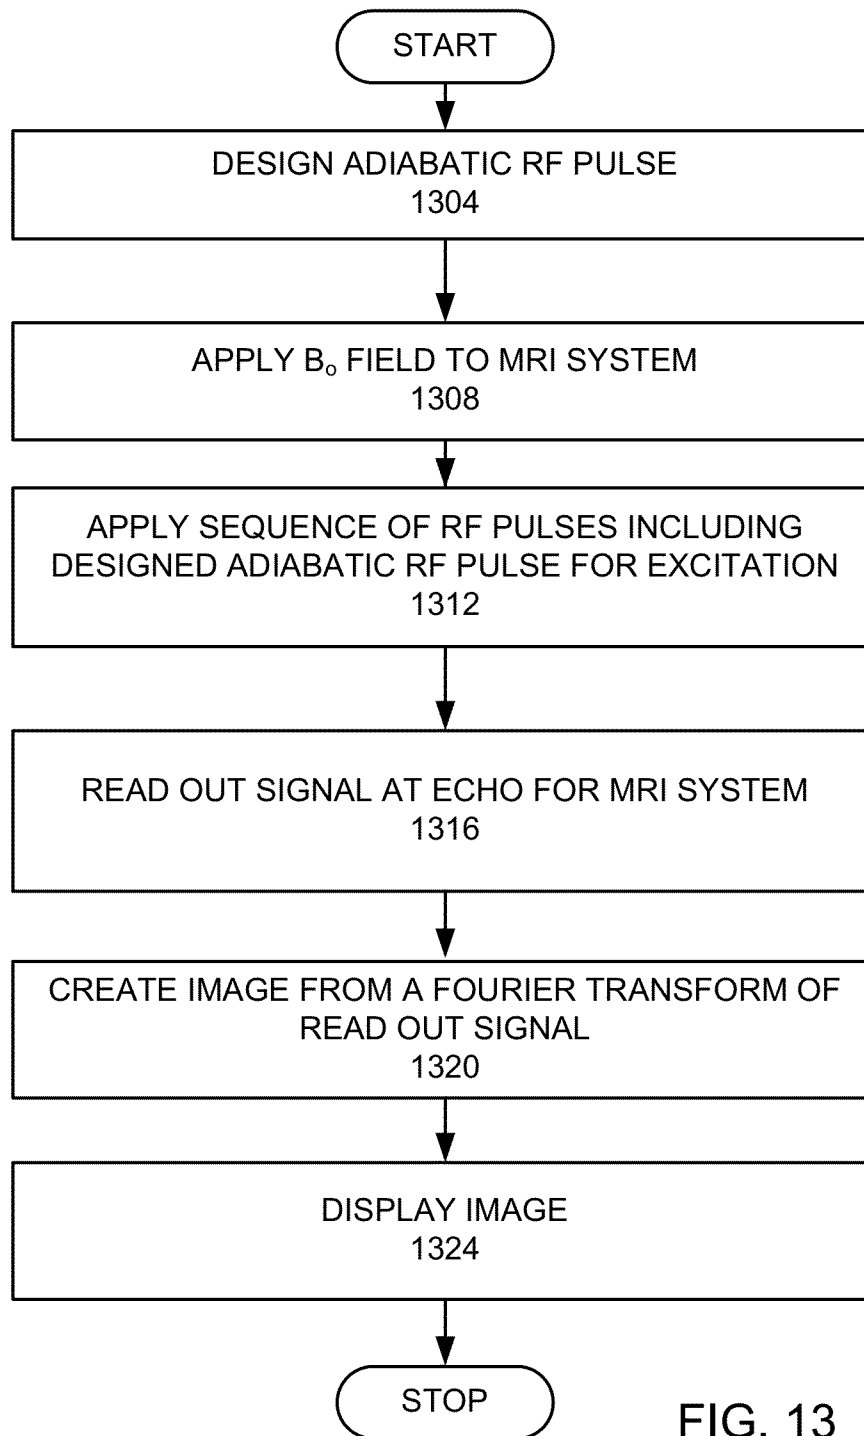 START
DESIGN ADIABATIC RF PULSE
1304
APPLY Bₒ FIELD TO MRI SYSTEM
1308
APPLY SEQUENCE OF RF PULSES INCLUDING
DESIGNED ADIABATIC RF PULSE FOR EXCITATION
1312
READ OUT SIGNAL AT ECHO FOR MRI SYSTEM
1316
CREATE IMAGE FROM A FOURIER TRANSFORM OF
READ OUT SIGNAL
1320
DISPLAY IMAGE
1324
STOP
FIG. 13